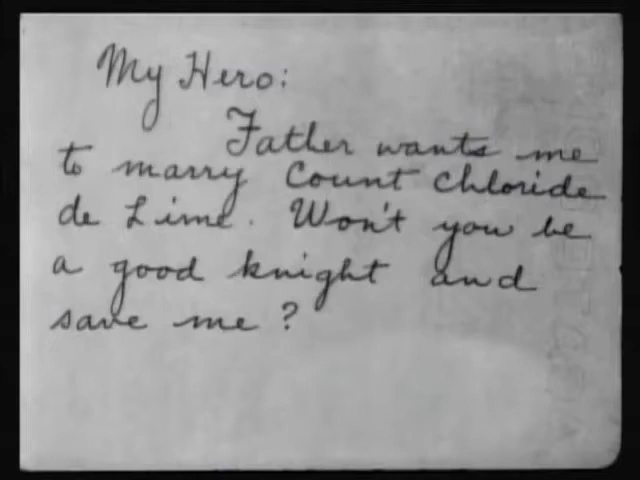 My Hero:
Father wants me
to marry Count Chloride
de Lime. Won't you be
a good knight and
save me?